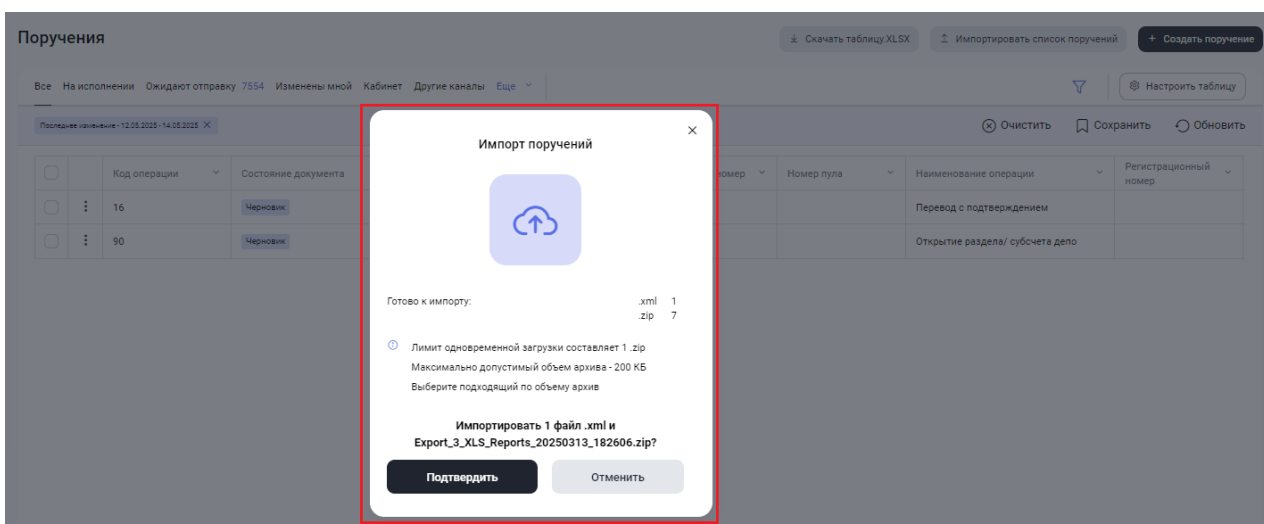 Поручения
Скачать таблицу.XLSX
Импортировать список поручений
+ Создать поручение
Все На исполнении Ожидают отправку 7554 Изменены мной Кабинет Другие каналы Еще
Настроить таблицу
Последнее изменение - 12.05.2025 - 14.05.2025
Очистить Сохранить Обновить
Импорт поручений
Код операции Состояние документа номер Номер пула Наименование операции Регистрационный
номер
16 Черновик Перевод с подтверждением
90 Черновик Открытие раздела/ субсчета депо
Готово к импорту: .xml 1
.zip 7
Лимит одновременной загрузки составляет 1 .zip
Максимально допустимый объем архива - 200 КБ
Выберите подходящий по объему архив
Импортировать 1 файл .xml и
Export_3_XLS_Reports_20250313_182606.zip?
Подтвердить Отменить